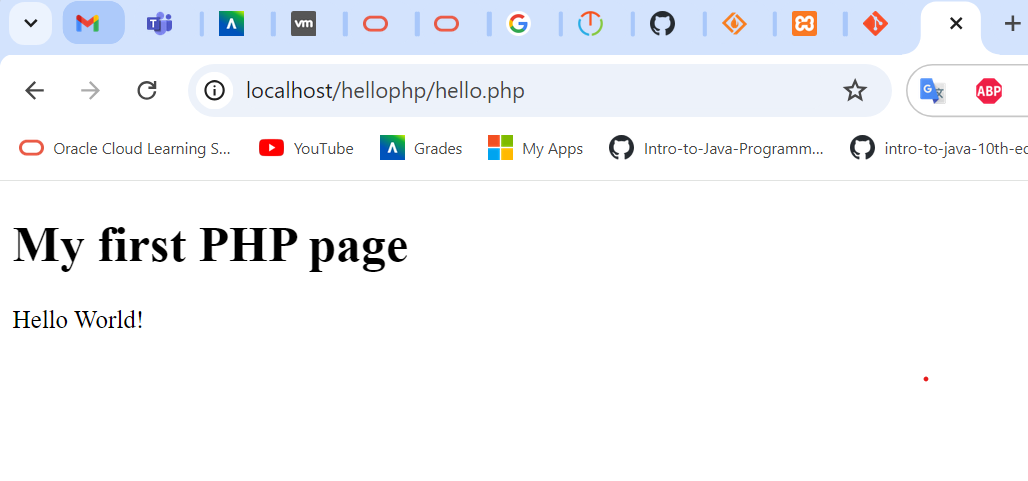 vm
localhost/hellophp/hello.php
ABP
Oracle Cloud Learning S... YouTube Grades My Apps Intro-to-Java-Programm... intro-to-java-10th-ec
My first PHP page
Hello World!